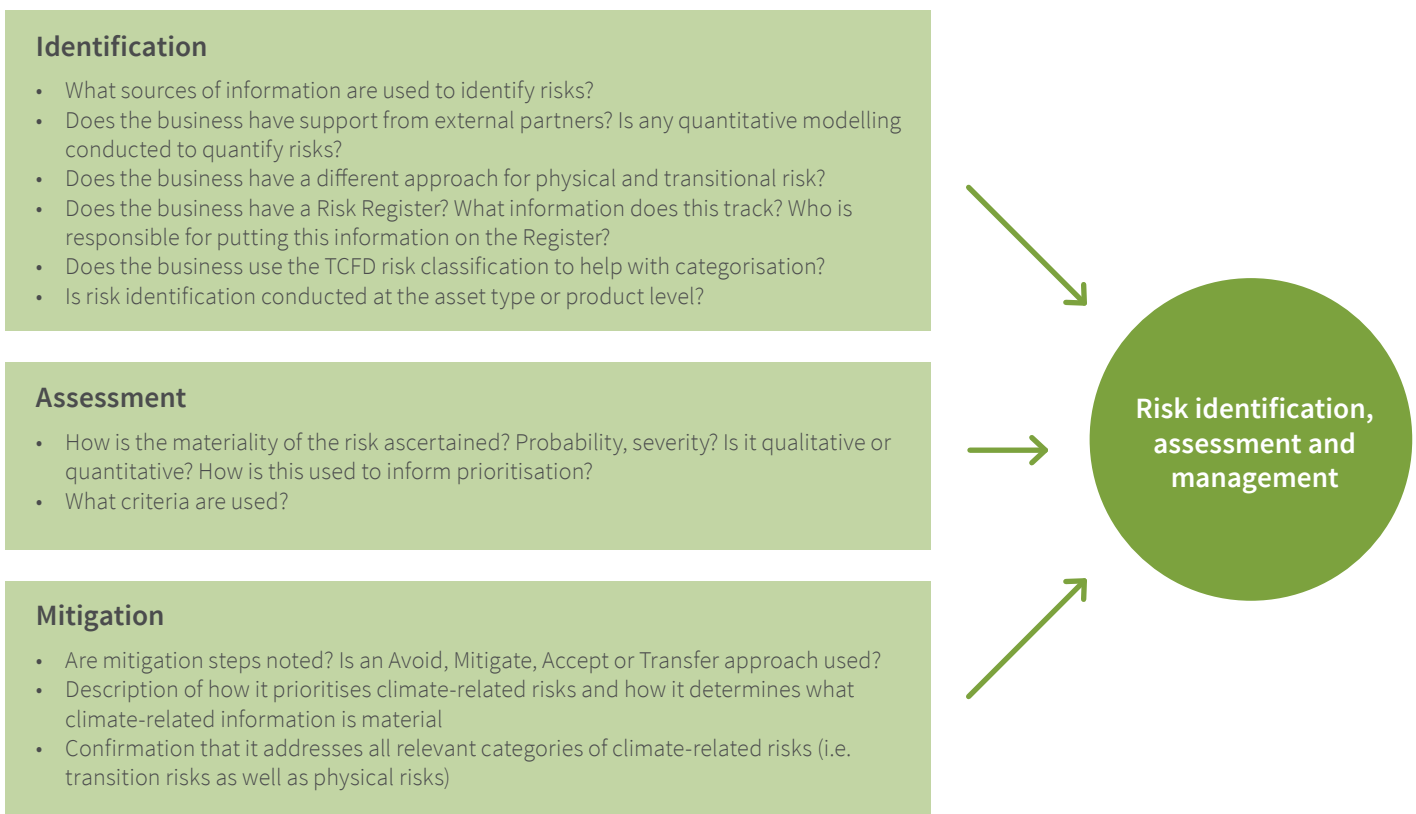 Identification
• What sources of information are used to identify risks?
• Does the business have support from external partners? Is any quantitative modelling
conducted to quantify risks?
• Does the business have a different approach for physical and transitional risk?
• Does the business have a Risk Register? What information does this track? Who is
responsible for putting this information on the Register?
• Does the business use the TCFD risk classification to help with categorisation?
• Is risk identification conducted at the asset type or product level?
Assessment
• How is the materiality of the risk ascertained? Probability, severity? Is it qualitative or
quantitative? How is this used to inform prioritisation?
• What criteria are used?
Mitigation
• Are mitigation steps noted? Is an Avoid, Mitigate, Accept or Transfer approach used?
• Description of how it prioritises climate-related risks and how it determines what
climate-related information is material
• Confirmation that it addresses all relevant categories of climate-related risks (i.e.
transition risks as well as physical risks)
Risk identification,
assessment and
management